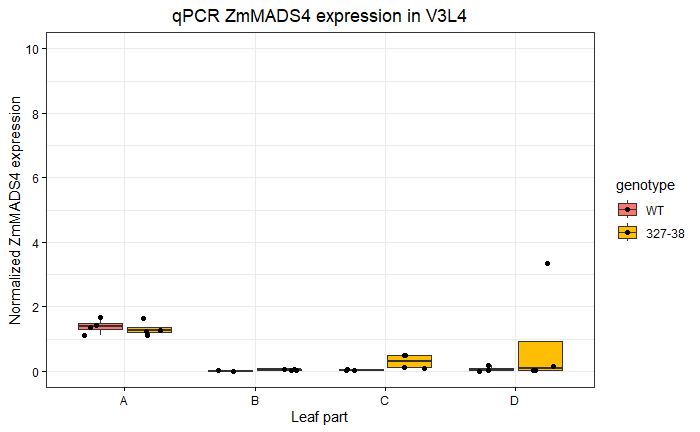 qPCR ZmMADS4 expression in V3L4
Normalized ZmMADS4 expression
10
8
6
4
2
0
A B C D
Leaf part
genotype
WT
327-38